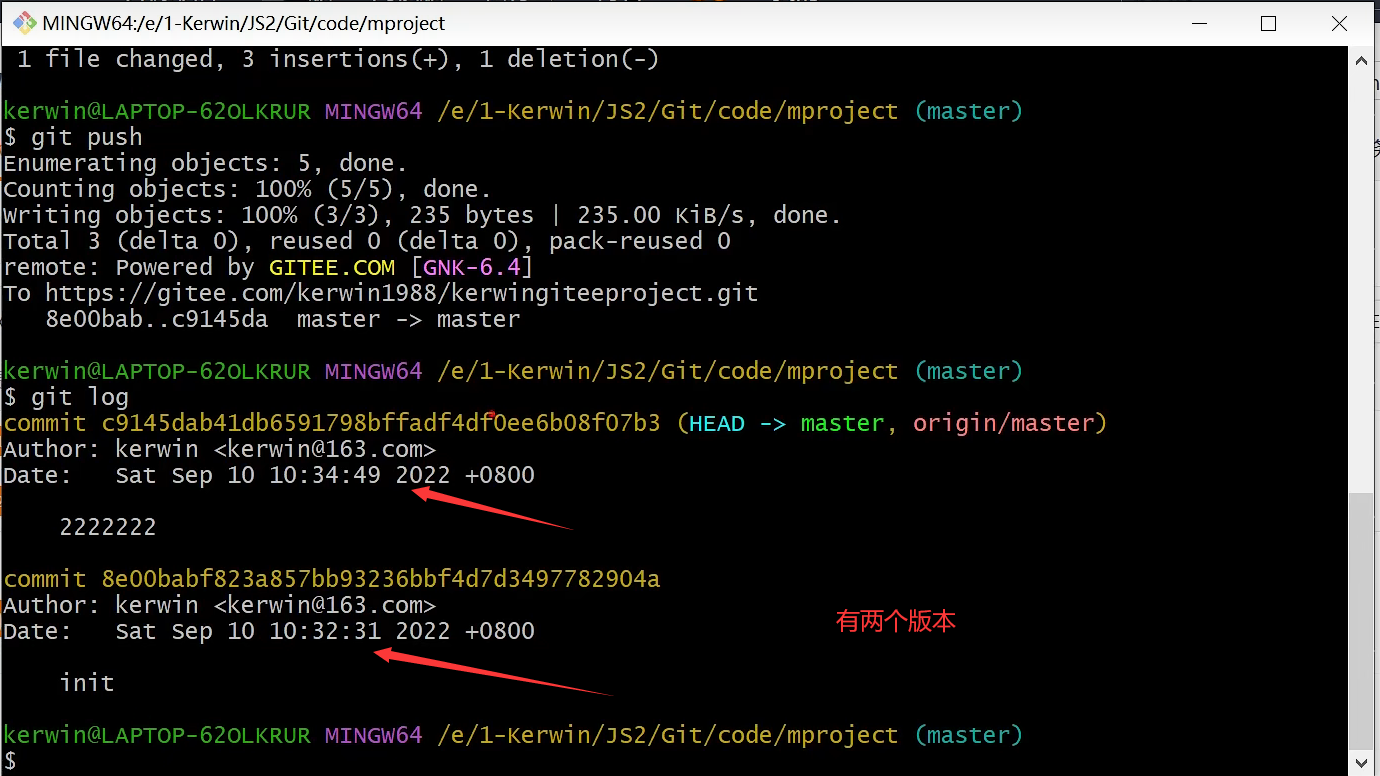 MINGW64:/e/1-Kerwin/JS2/Git/code/mproject
1 file changed, 3 insertions(+), 1 deletion(-)
kerwin@LAPTOP-62OLKRUR MINGW64 /e/1-Kerwin/JS2/Git/code/mproject (master)
$ git push
Enumerating objects: 5, done.
Counting objects: 100% (5/5), done.
Writing objects: 100% (3/3), 235 bytes | 235.00 KiB/s, done.
Total 3 (delta 0), reused 0 (delta 0), pack-reused 0
remote: Powered by GITEE.COM [GNK-6.4]
To https://gitee.com/kerwin1988/kerwingiteeproject.git
8e00bab..c9145da  master -> master
kerwin@LAPTOP-62OLKRUR MINGW64 /e/1-Kerwin/JS2/Git/code/mproject (master)
$ git log
commit c9145dab41db6591798bffadf4df0ee6b08f07b3 (HEAD -> master, origin/master)
Author: kerwin <kerwin@163.com>
Date:   Sat Sep 10 10:34:49 2022 +0800
2222222
commit 8e00babf823a857bb93236bbf4d7d3497782904a
Author: kerwin <kerwin@163.com>
有两个版本
Date:   Sat Sep 10 10:32:31 2022 +0800
init
kerwin@LAPTOP-62OLKRUR MINGW64 /e/1-Kerwin/JS2/Git/code/mproject (master)
$